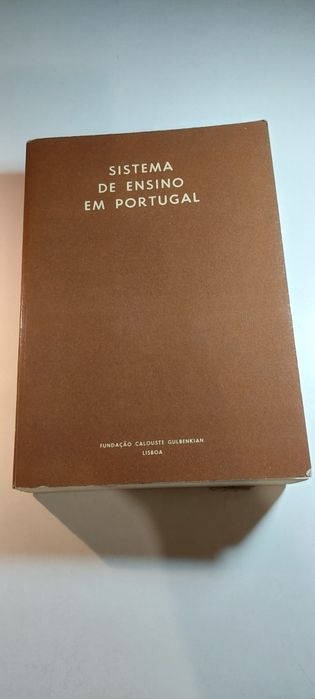 SISTEMA
DE ENSINO
EM PORTUGAL
FUNDAÇÃO CALOUSTE GULBENKIAN
LISBOA